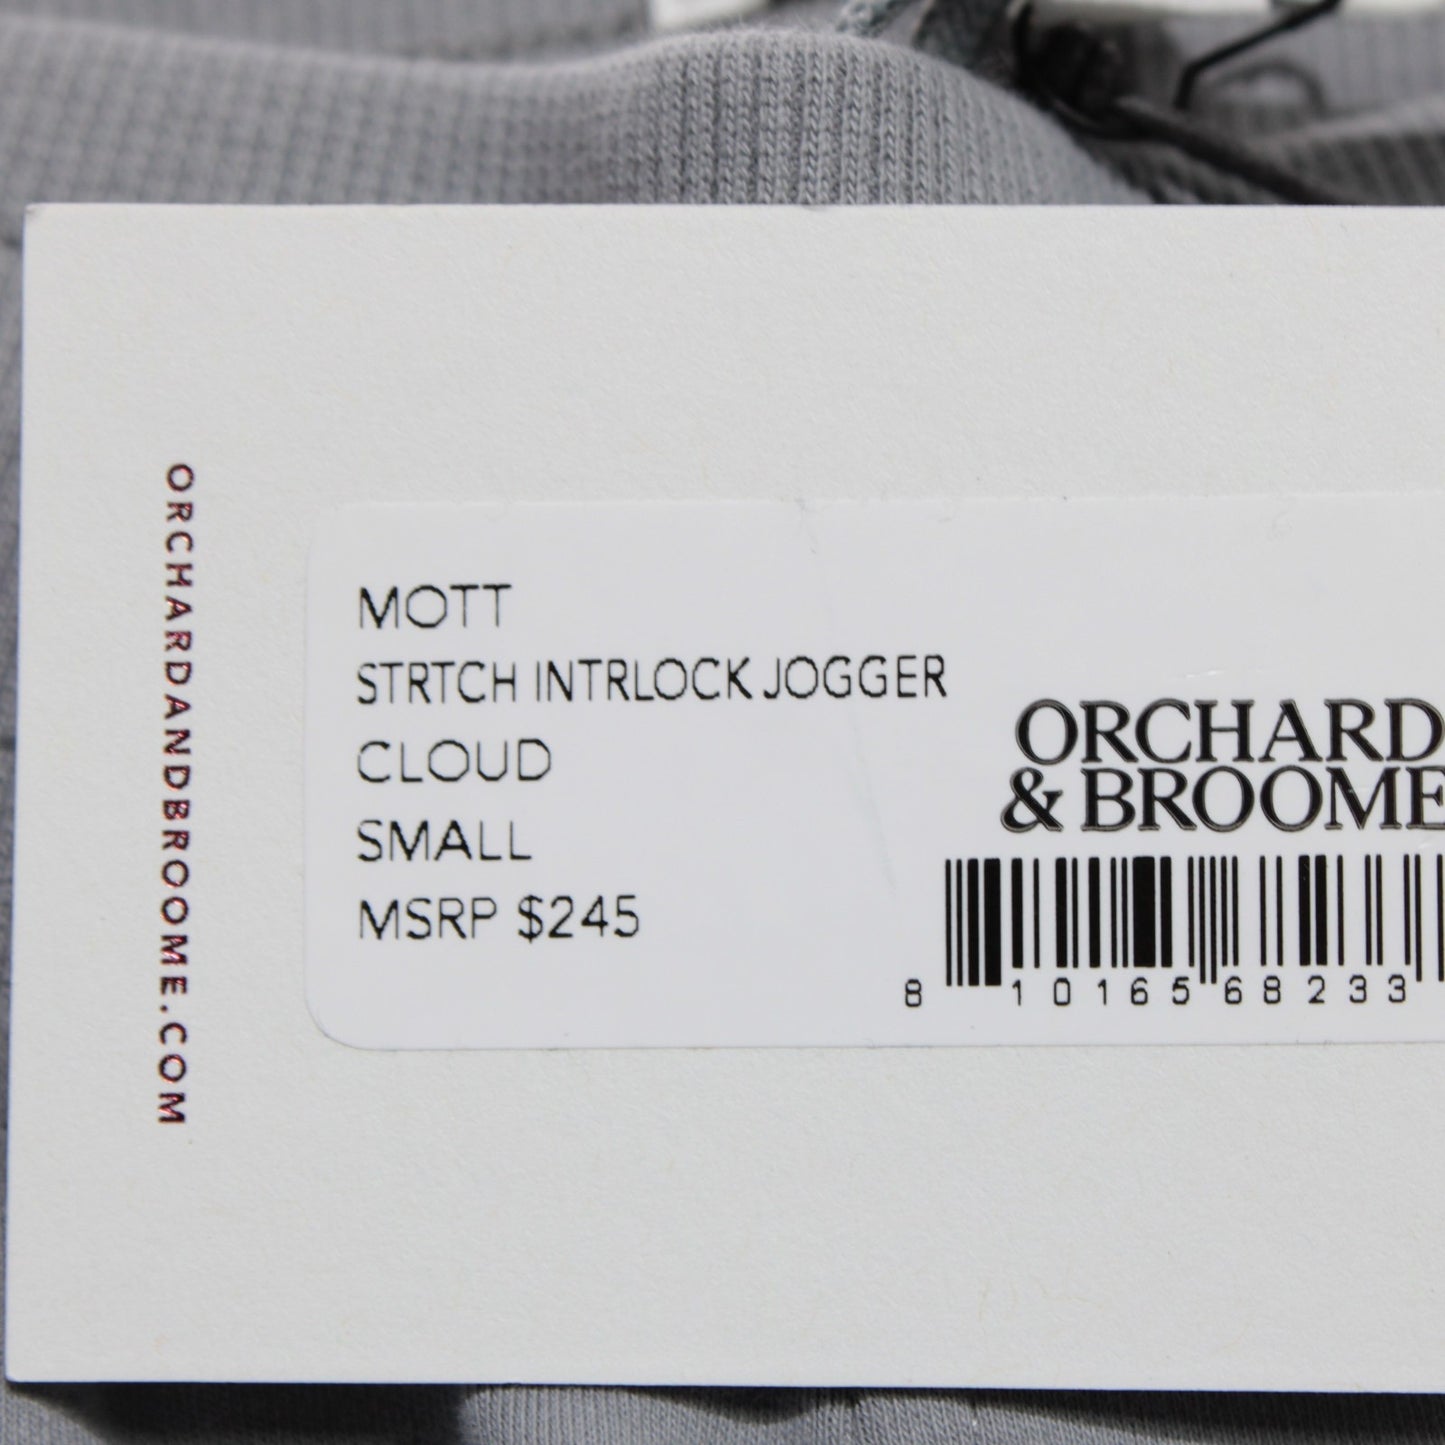 ORCHARDANDBROOME.COM
MOTT
STRTCH INTRLOCK JOGGER
CLOUD
SMALL
MSRP $245
ORCHARD
& BROOME
8 10165 68233